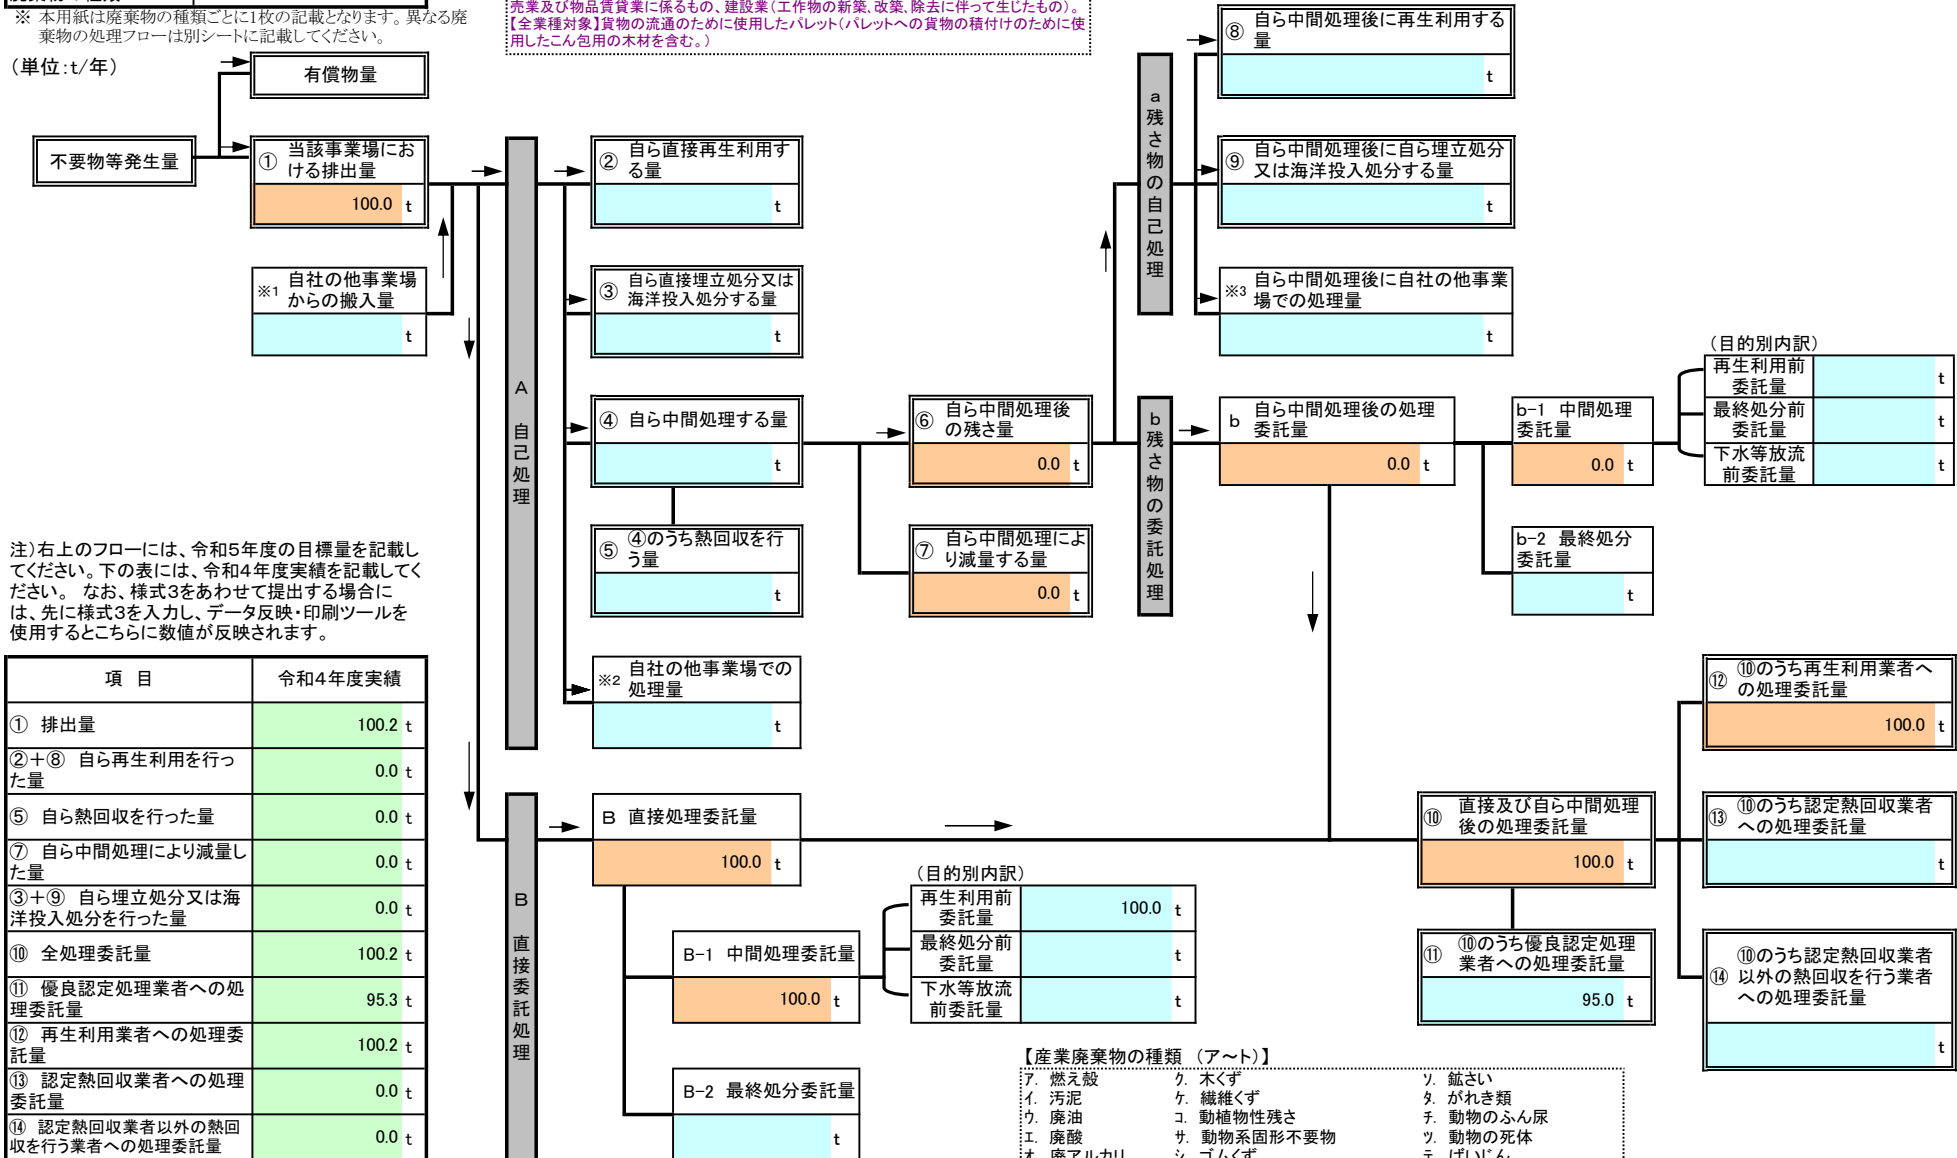 ※ 本用紙は廃棄物の種類ごとに1枚の記載となります。異なる廃
棄物の処理フローは別シートに記載してください。
(単位:t/年)
売業及び物品賃貸業に係るもの、建設業(工作物の新築、改築、除去に伴って生じたもの)。
【全業種対象】貨物の流通のために使用したパレット(パレットへの貨物の積付けのために使
用したこん包用の木材を含む。)
有償物量
不要物等発生量
① 当該事業場にお
ける排出量
100.0 t
※1 自社の他事業場
からの搬入量
t
A 自己処理
② 自ら直接再生利用す
る量
t
③ 自ら直接埋立処分又は
海洋投入処分する量
t
④ 自ら中間処理する量
t
⑤ ④のうち熱回収を行
う量
t
※2 自社の他事業場での
処理量
t
⑥ 自ら中間処理後
の残さ量
0.0 t
⑦ 自ら中間処理によ
り減量する量
0.0 t
a 残さ物の自己処理
⑧ 自ら中間処理後に再生利用する
量
t
⑨ 自ら中間処理後に自ら埋立処分
又は海洋投入処分する量
t
※3 自ら中間処理後に自社の他事業
場での処理量
t
b 残さ物の委託処理
b 自ら中間処理後の処理
委託量
0.0 t
b-1 中間処理
委託量
0.0 t
b-2 最終処分
委託量
t
(目的別内訳)
再生利用前
委託量
t
最終処分前
委託量
t
下水等放流
前委託量
t
注)右上のフローには、令和5年度の目標量を記載し
てください。下の表には、令和4年度実績を記載してく
ださい。 なお、様式3をあわせて提出する場合に
は、先に様式3を入力し、データ反映・印刷ツールを
使用するとこちらに数値が反映されます。
項 目 令和4年度実績
① 排出量 100.2 t
②+⑧ 自ら再生利用を行っ
た量
0.0 t
⑤ 自ら熱回収を行った量 0.0 t
⑦ 自ら中間処理により減量し
た量
0.0 t
③+⑨ 自ら埋立処分又は海
洋投入処分を行った量
0.0 t
⑩ 全処理委託量 100.2 t
⑪ 優良認定処理業者への処
理委託量
95.3 t
⑫ 再生利用業者への処理委
託量
100.2 t
⑬ 認定熱回収業者への処理
委託量
0.0 t
⑭ 認定熱回収業者以外の熱回
収を行う業者への処理委託量
0.0 t
B 直接委託処理
B 直接処理委託量
100.0 t
B-1 中間処理委託量
100.0 t
B-2 最終処分委託量
t
(目的別内訳)
再生利用前
委託量
100.0 t
最終処分前
委託量
t
下水等放流
前委託量
t
⑩ 直接及び自ら中間処理
後の処理委託量
100.0 t
⑪ ⑩のうち優良認定処理
業者への処理委託量
95.0 t
⑫ ⑩のうち再生利用業者へ
の処理委託量
100.0 t
⑬ ⑩のうち認定熱回収業者
への処理委託量
t
⑭ ⑩のうち認定熱回収業者
以外の熱回収を行う業者
への処理委託量
t
【産業廃棄物の種類 (ア~ト)】
ア. 燃え殻 ク. 木くず ソ. 鉱さい
イ. 汚泥 ケ. 繊維くず タ. がれき類
ウ. 廃油 コ. 動植物性残さ チ. 動物のふん尿
エ. 廃酸 サ. 動物系固形不要物 ツ. 動物の死体
オ. 廃アルカリ シ. ゴムくず テ. ばいじん